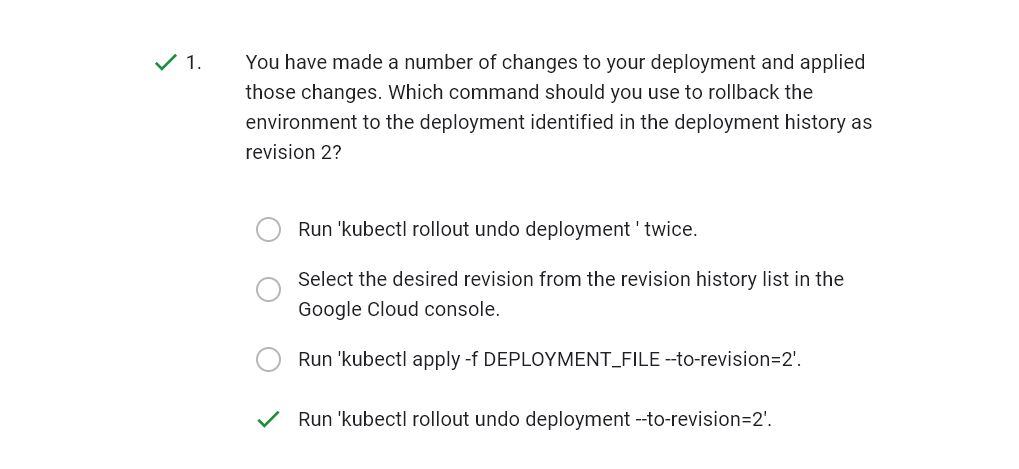 1. You have made a number of changes to your deployment and applied
those changes. Which command should you use to rollback the
environment to the deployment identified in the deployment history as
revision 2?
Run 'kubectl rollout undo deployment ' twice.
Select the desired revision from the revision history list in the
Google Cloud console.
Run 'kubectl apply -f DEPLOYMENT_FILE --to-revision=2'.
Run 'kubectl rollout undo deployment --to-revision=2'.